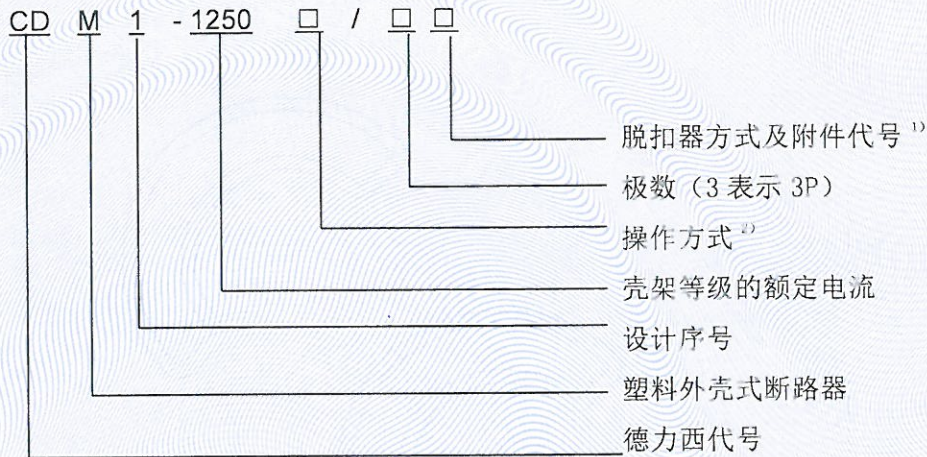 CD M 1 - 1250 □ / □ □
脱扣器方式及附件代号 1)
极数（3 表示 3P）
操作方式 2)
壳架等级的额定电流
设计序号
塑料外壳式断路器
德力西代号